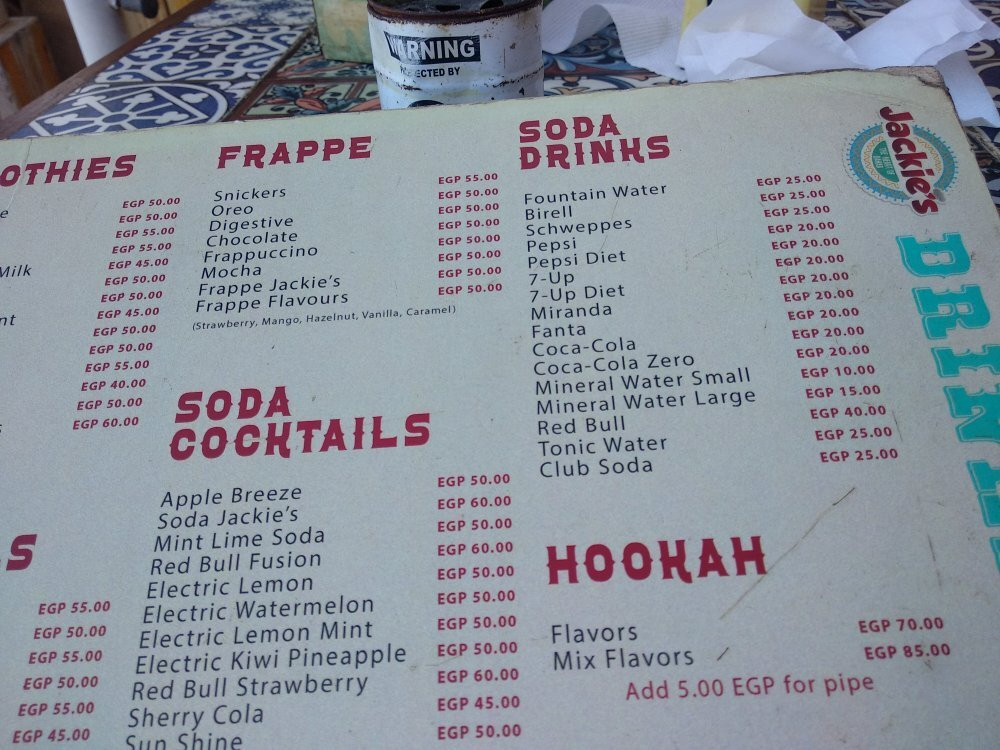 WARNING
OTHIES
EGP 50.00
EGP 50.00
EGP 55.00
EGP 55.00
Milk EGP 45.00
EGP 50.00
EGP 50.00
EGP 45.00
EGP 50.00
EGP 50.00
EGP 55.00
EGP 40.00
EGP 50.00
EGP 60.00
S
EGP 55.00
EGP 50.00
EGP 55.00
EGP 50.00
EGP 55.00
EGP 45.00
FRAPPE
Snickers EGP 55.00
Oreo EGP 50.00
Digestive EGP 50.00
Chocolate EGP 50.00
Frappuccino EGP 50.00
Mocha EGP 50.00
Frappe Jackie's EGP 50.00
Frappe Flavours EGP 50.00
(Strawberry, Mango, Hazelnut, Vanilla, Caramel)
SODA
COCKTAILS
Apple Breeze EGP 50.00
Soda Jackie's EGP 60.00
Mint Lime Soda EGP 50.00
Red Bull Fusion EGP 60.00
Electric Lemon EGP 50.00
Electric Watermelon EGP 50.00
Electric Lemon Mint EGP 50.00
Electric Kiwi Pineapple EGP 50.00
Red Bull Strawberry EGP 60.00
Sherry Cola EGP 45.00
Sun Shine EGP 50.00
SODA
DRINKS
Fountain Water EGP 25.00
Birell EGP 25.00
Schweppes EGP 25.00
Pepsi EGP 20.00
Pepsi Diet EGP 20.00
7-Up EGP 20.00
7-Up Diet EGP 20.00
Miranda EGP 20.00
Fanta EGP 20.00
Coca-Cola EGP 20.00
Coca-Cola Zero EGP 20.00
Mineral Water Small EGP 10.00
Mineral Water Large EGP 15.00
Red Bull EGP 40.00
Tonic Water EGP 25.00
Club Soda EGP 25.00
HOOKAH
Flavors EGP 70.00
Mix Flavors EGP 85.00
Add 5.00 EGP for pipe
Jackie's
DRIN